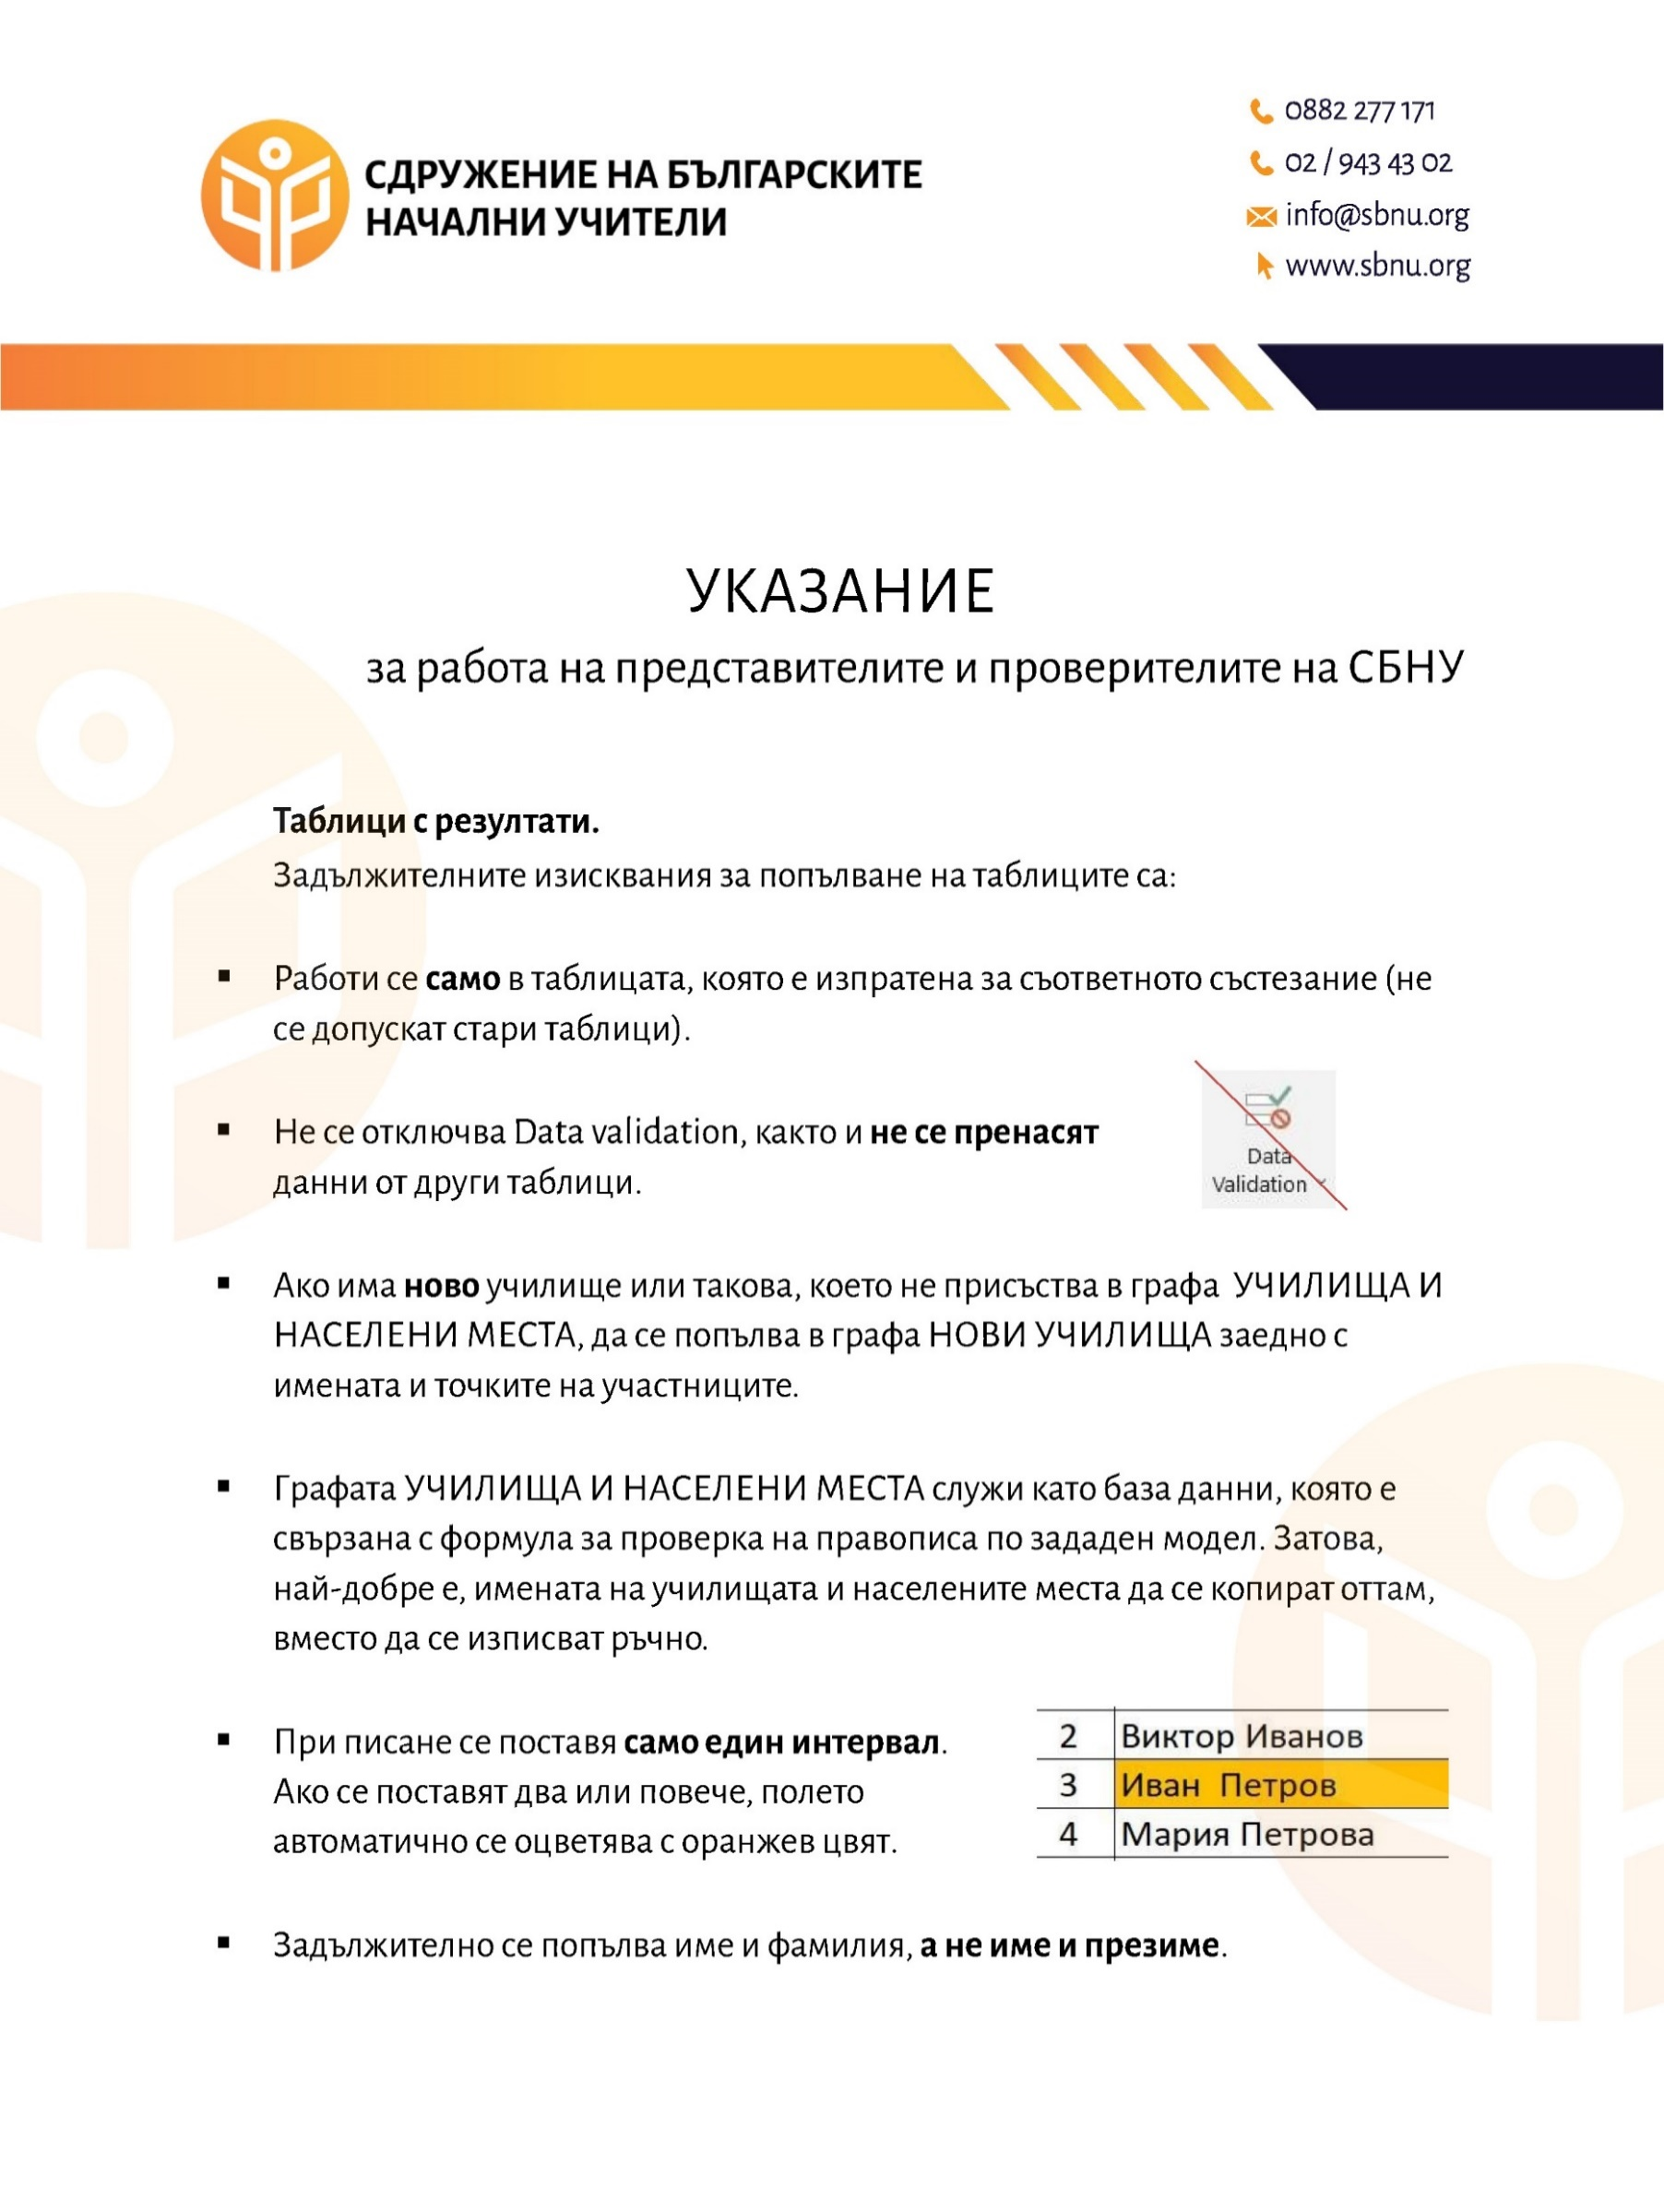 СДРУЖЕНИЕ НА БЪЛГАРСКИТЕ
НАЧАЛНИ УЧИТЕЛИ
0882 277 171
02 / 943 43 02
info@sbnu.org
www.sbnu.org
УКАЗАНИЕ
за работа на представителите и проверителите на СБНУ
Таблици с резултати.
Задължителните изисквания за попълване на таблиците са:
▪ Работи се само в таблицата, която е изпратена за съответното състезание (не
се допускат стари таблици).
▪ Не се отключва Data validation, както и не се пренасят
данни от други таблици.
Data
Validation
▪ Ако има ново училище или такова, което не присъства в графа УЧИЛИЩА И
НАСЕЛЕНИ МЕСТА, да се попълва в графа НОВИ УЧИЛИЩА заедно с
имената и точките на участниците.
▪ Графата УЧИЛИЩА И НАСЕЛЕНИ МЕСТА служи като база данни, която е
свързана с формула за проверка на правописа по зададен модел. Затова,
най-добре е, имената на училищата и населените места да се копират оттам,
вместо да се изписват ръчно.
▪ При писане се поставя само един интервал.
Ако се поставят два или повече, полето
автоматично се оцветява с оранжев цвят.
2 Виктор Иванов
3 Иван  Петров
4 Мария Петрова
▪ Задължително се попълва име и фамилия, а не име и презиме.